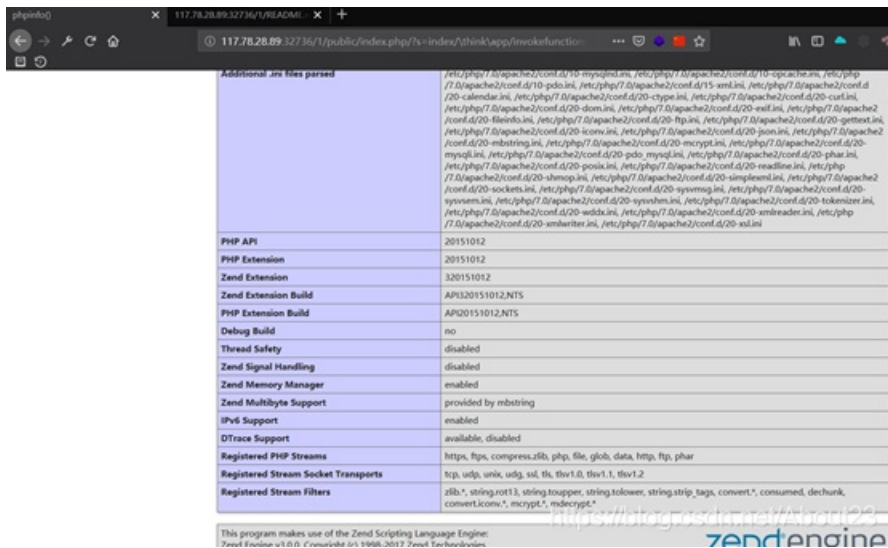 phpinfo()
117.78.28.89:32736/1/README.
117.78.28.89:32736/1/public/index.php/?s=index/\think\app/invokefunction
Additional .ini files parsed
/etc/php/7.0/apache2/conf.d/10-mysqlnd.ini, /etc/php/7.0/apache2/conf.d/10-opcache.ini, /etc/php
/7.0/apache2/conf.d/10-pdo.ini, /etc/php/7.0/apache2/conf.d/15-xml.ini, /etc/php/7.0/apache2/conf.d
/20-calendar.ini, /etc/php/7.0/apache2/conf.d/20-ctype.ini, /etc/php/7.0/apache2/conf.d/20-curl.ini,
/etc/php/7.0/apache2/conf.d/20-dom.ini, /etc/php/7.0/apache2/conf.d/20-exif.ini, /etc/php/7.0/apache2
/conf.d/20-fileinfo.ini, /etc/php/7.0/apache2/conf.d/20-ftp.ini, /etc/php/7.0/apache2/conf.d/20-gettext.ini,
/etc/php/7.0/apache2/conf.d/20-iconv.ini, /etc/php/7.0/apache2/conf.d/20-json.ini, /etc/php/7.0/apache2
/conf.d/20-mbstring.ini, /etc/php/7.0/apache2/conf.d/20-mcrypt.ini, /etc/php/7.0/apache2/conf.d/20-
mysqli.ini, /etc/php/7.0/apache2/conf.d/20-pdo_mysql.ini, /etc/php/7.0/apache2/conf.d/20-phar.ini,
/etc/php/7.0/apache2/conf.d/20-posix.ini, /etc/php/7.0/apache2/conf.d/20-readline.ini, /etc/php
/7.0/apache2/conf.d/20-shmop.ini, /etc/php/7.0/apache2/conf.d/20-simplexml.ini, /etc/php/7.0/apache2
/conf.d/20-sockets.ini, /etc/php/7.0/apache2/conf.d/20-sysvmsg.ini, /etc/php/7.0/apache2/conf.d/20-
sysvsem.ini, /etc/php/7.0/apache2/conf.d/20-sysvshm.ini, /etc/php/7.0/apache2/conf.d/20-tokenizer.ini,
/etc/php/7.0/apache2/conf.d/20-wddx.ini, /etc/php/7.0/apache2/conf.d/20-xmlreader.ini, /etc/php
/7.0/apache2/conf.d/20-xmlwriter.ini, /etc/php/7.0/apache2/conf.d/20-xsl.ini
PHP API 20151012
PHP Extension 20151012
Zend Extension 320151012
Zend Extension Build API320151012,NTS
PHP Extension Build API20151012,NTS
Debug Build no
Thread Safety disabled
Zend Signal Handling disabled
Zend Memory Manager enabled
Zend Multibyte Support provided by mbstring
IPv6 Support enabled
DTrace Support available, disabled
Registered PHP Streams https, ftps, compress.zlib, php, file, glob, data, http, ftp, phar
Registered Stream Socket Transports tcp, udp, unix, udg, ssl, tls, tlsv1.0, tlsv1.1, tlsv1.2
Registered Stream Filters zlib.*, string.rot13, string.toupper, string.tolower, string.strip_tags, convert.*, consumed, dechunk,
convert.iconv.*, mcrypt.*, mdecrypt.*
https://blog.csdn.net/About23
This program makes use of the Zend Scripting Language Engine:
Zend Engine v3.0.0, Copyright (c) 1998-2017 Zend Technologies
zend engine